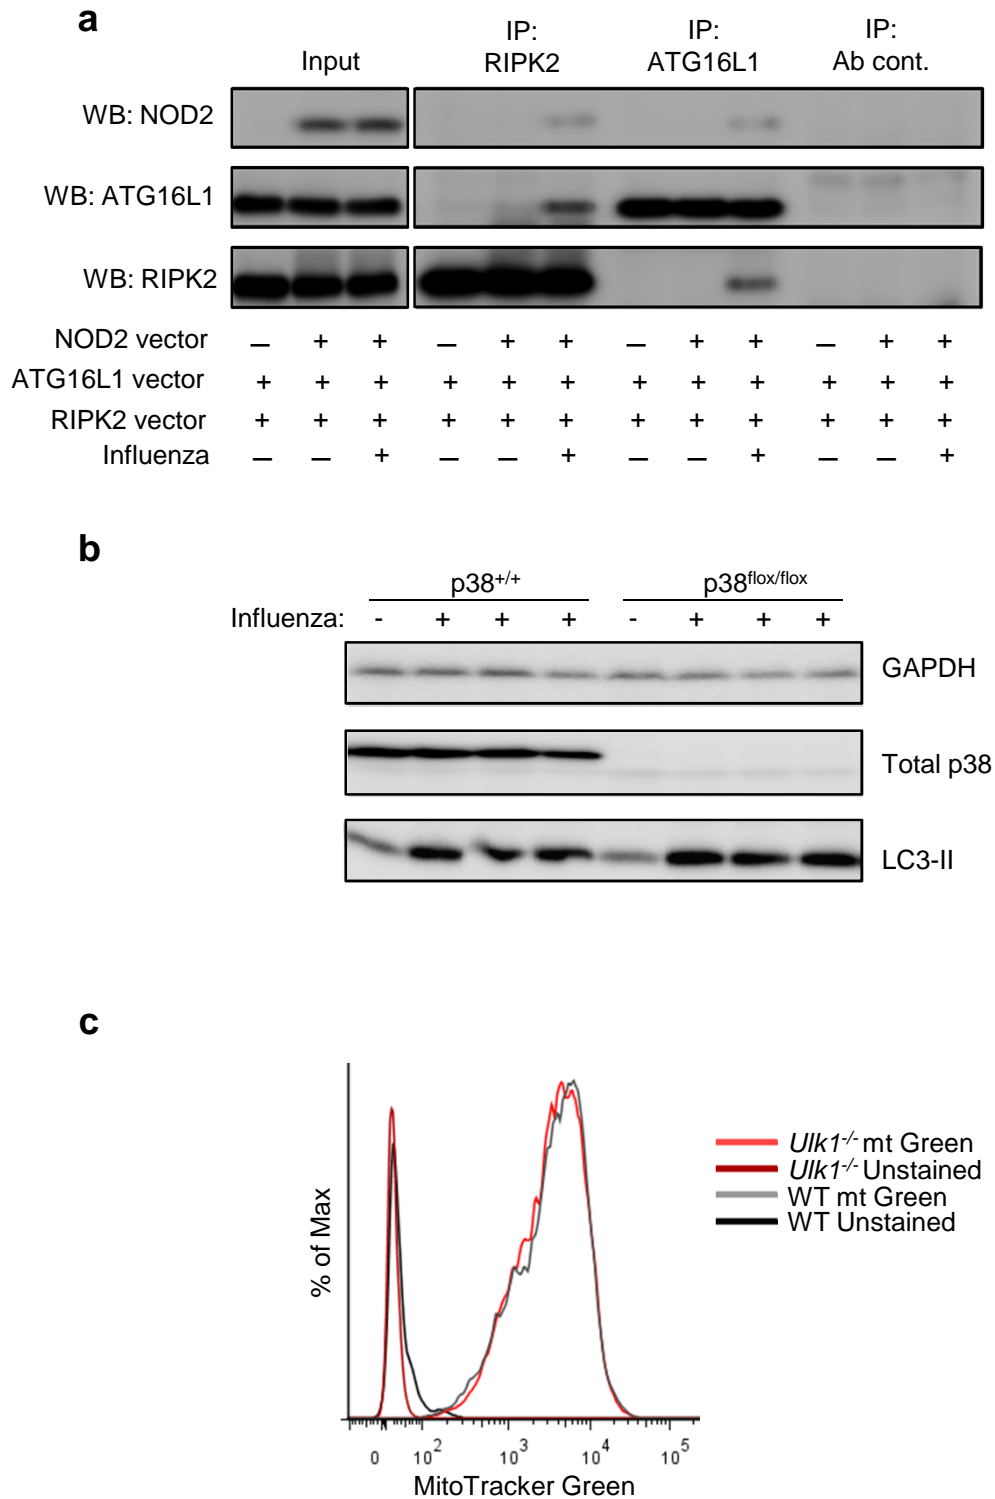 a
Input
IP: RIPK2
IP: ATG16L1
IP: Ab cont.
WB: NOD2
WB: ATG16L1
WB: RIPK2
NOD2 vector – + + – + + – + + – + +
ATG16L1 vector + + + + + + + + + + + +
RIPK2 vector + + + + + + + + + + + +
Influenza – – + – – + – – + – – +
b
p38+/+ p38flox/flox
Influenza: - + + + - + + +
GAPDH
Total p38
LC3-II
c
% of Max
Ulk1-/- mt Green
Ulk1-/- Unstained
WT mt Green
WT Unstained
0 10² 10³ 10⁴ 10⁵
MitoTracker Green